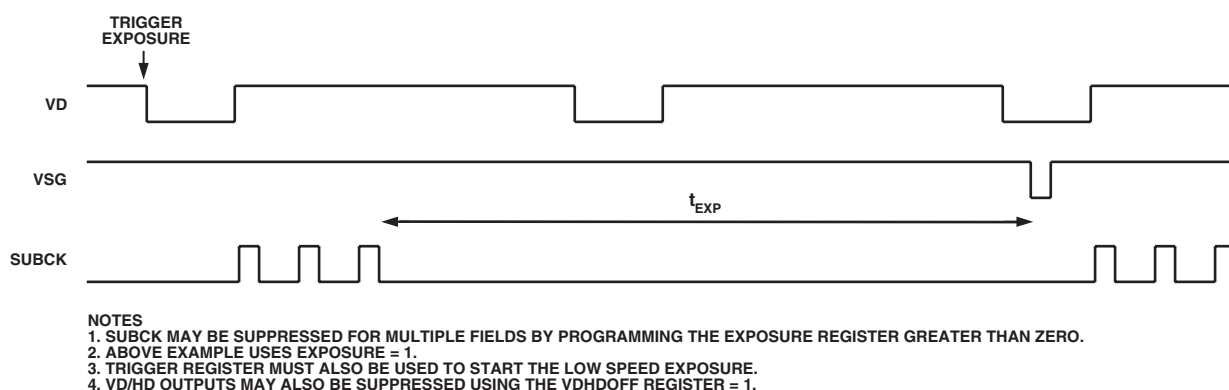 TRIGGER
EXPOSURE
VD
VSG
tEXP
SUBCK
NOTES
1. SUBCK MAY BE SUPPRESSED FOR MULTIPLE FIELDS BY PROGRAMMING THE EXPOSURE REGISTER GREATER THAN ZERO.
2. ABOVE EXAMPLE USES EXPOSURE = 1.
3. TRIGGER REGISTER MUST ALSO BE USED TO START THE LOW SPEED EXPOSURE.
4. VD/HD OUTPUTS MAY ALSO BE SUPPRESSED USING THE VDHDOFF REGISTER = 1.